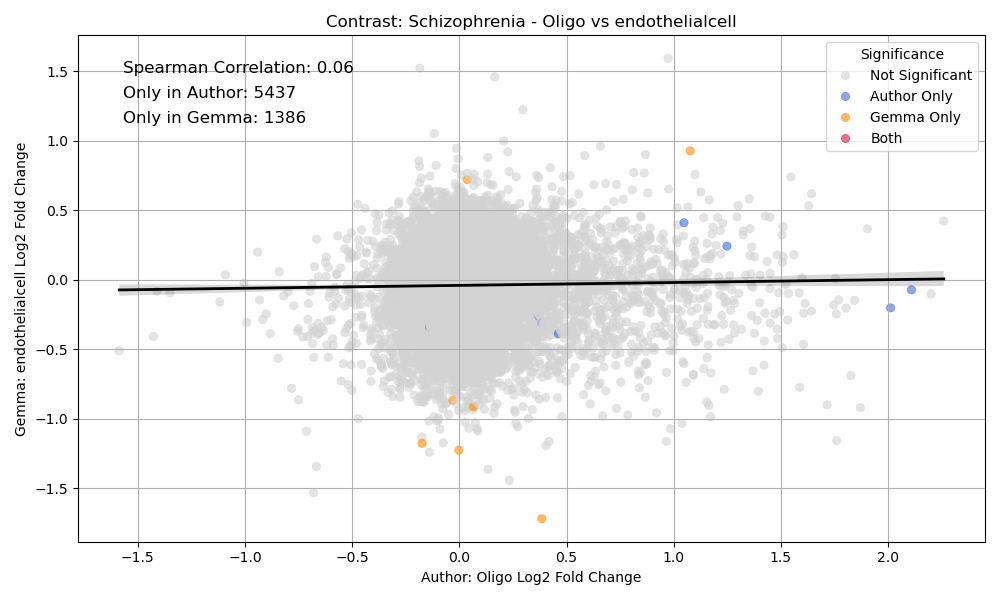 Contrast: Schizophrenia - Oligo vs endothelialcell
Spearman Correlation: 0.06
Only in Author: 5437
Only in Gemma: 1386
Significance
Not Significant
Author Only
Gemma Only
Both
1.5
1.0
0.5
0.0
−0.5
−1.0
−1.5
Gemma: endothelialcell Log2 Fold Change
−1.5
−1.0
−0.5
0.0
0.5
1.0
1.5
2.0
Author: Oligo Log2 Fold Change